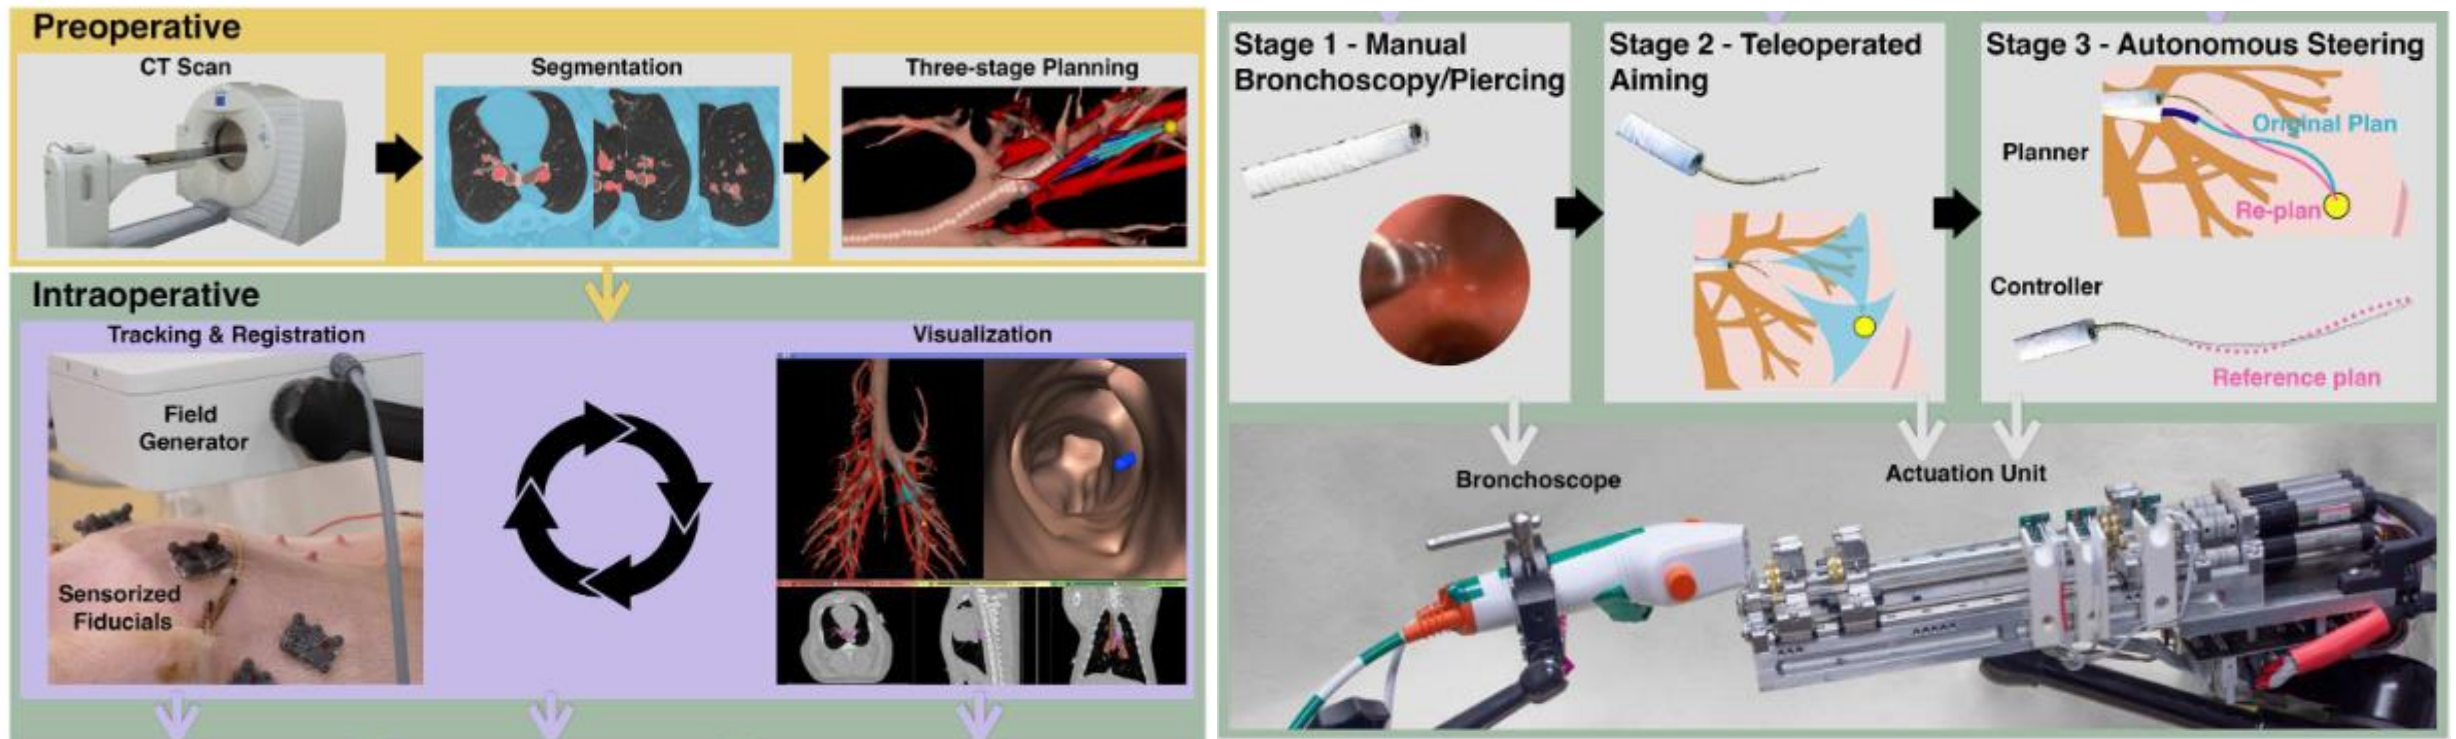 Preoperative
CT Scan
Segmentation
Three-stage Planning
Intraoperative
Tracking & Registration
Field
Generator
Sensorized
Fiducials
Visualization
Stage 1 - Manual
Bronchoscopy/Piercing
Stage 2 - Teleoperated
Aiming
Stage 3 - Autonomous Steering
Planner
Original Plan
Re-plan
Controller
Reference plan
Bronchoscope
Actuation Unit